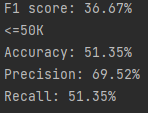 F1 score: 36.67%
<=50K
Accuracy: 51.35%
Precision: 69.52%
Recall: 51.35%